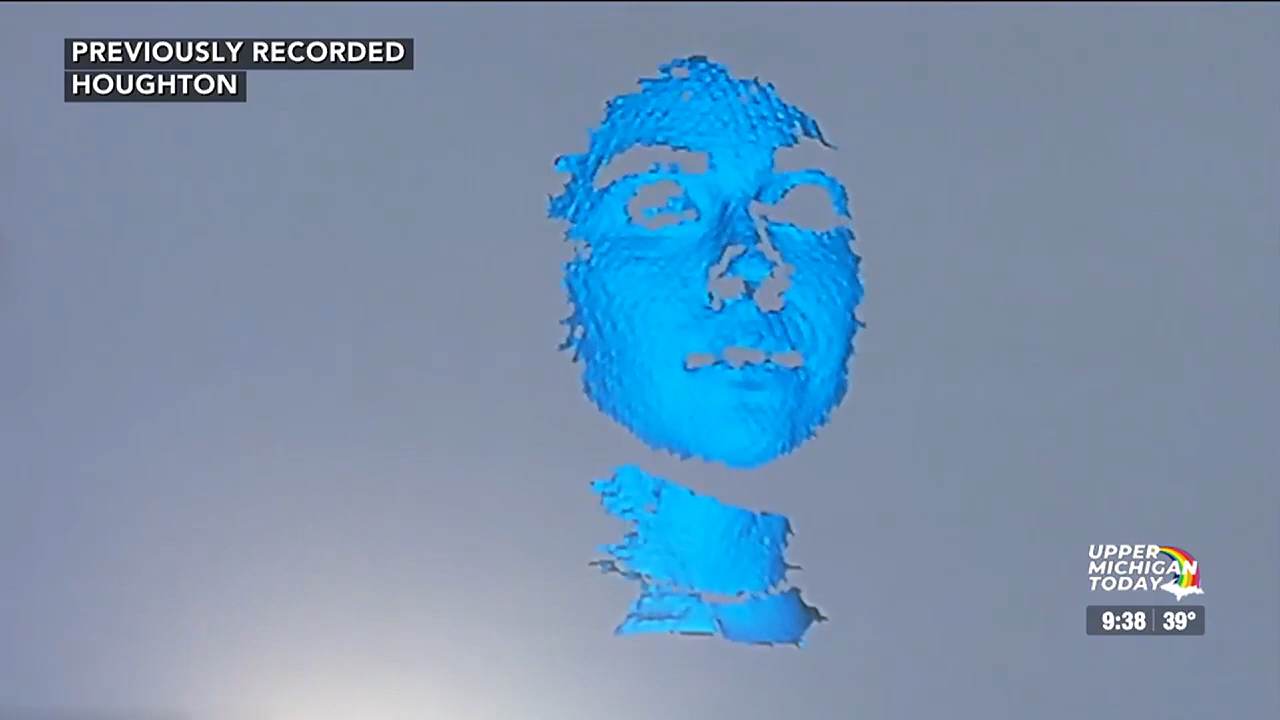 PREVIOUSLY RECORDED
HOUGHTON
UPPER
MICHIGAN
TODAY
9:38 39°